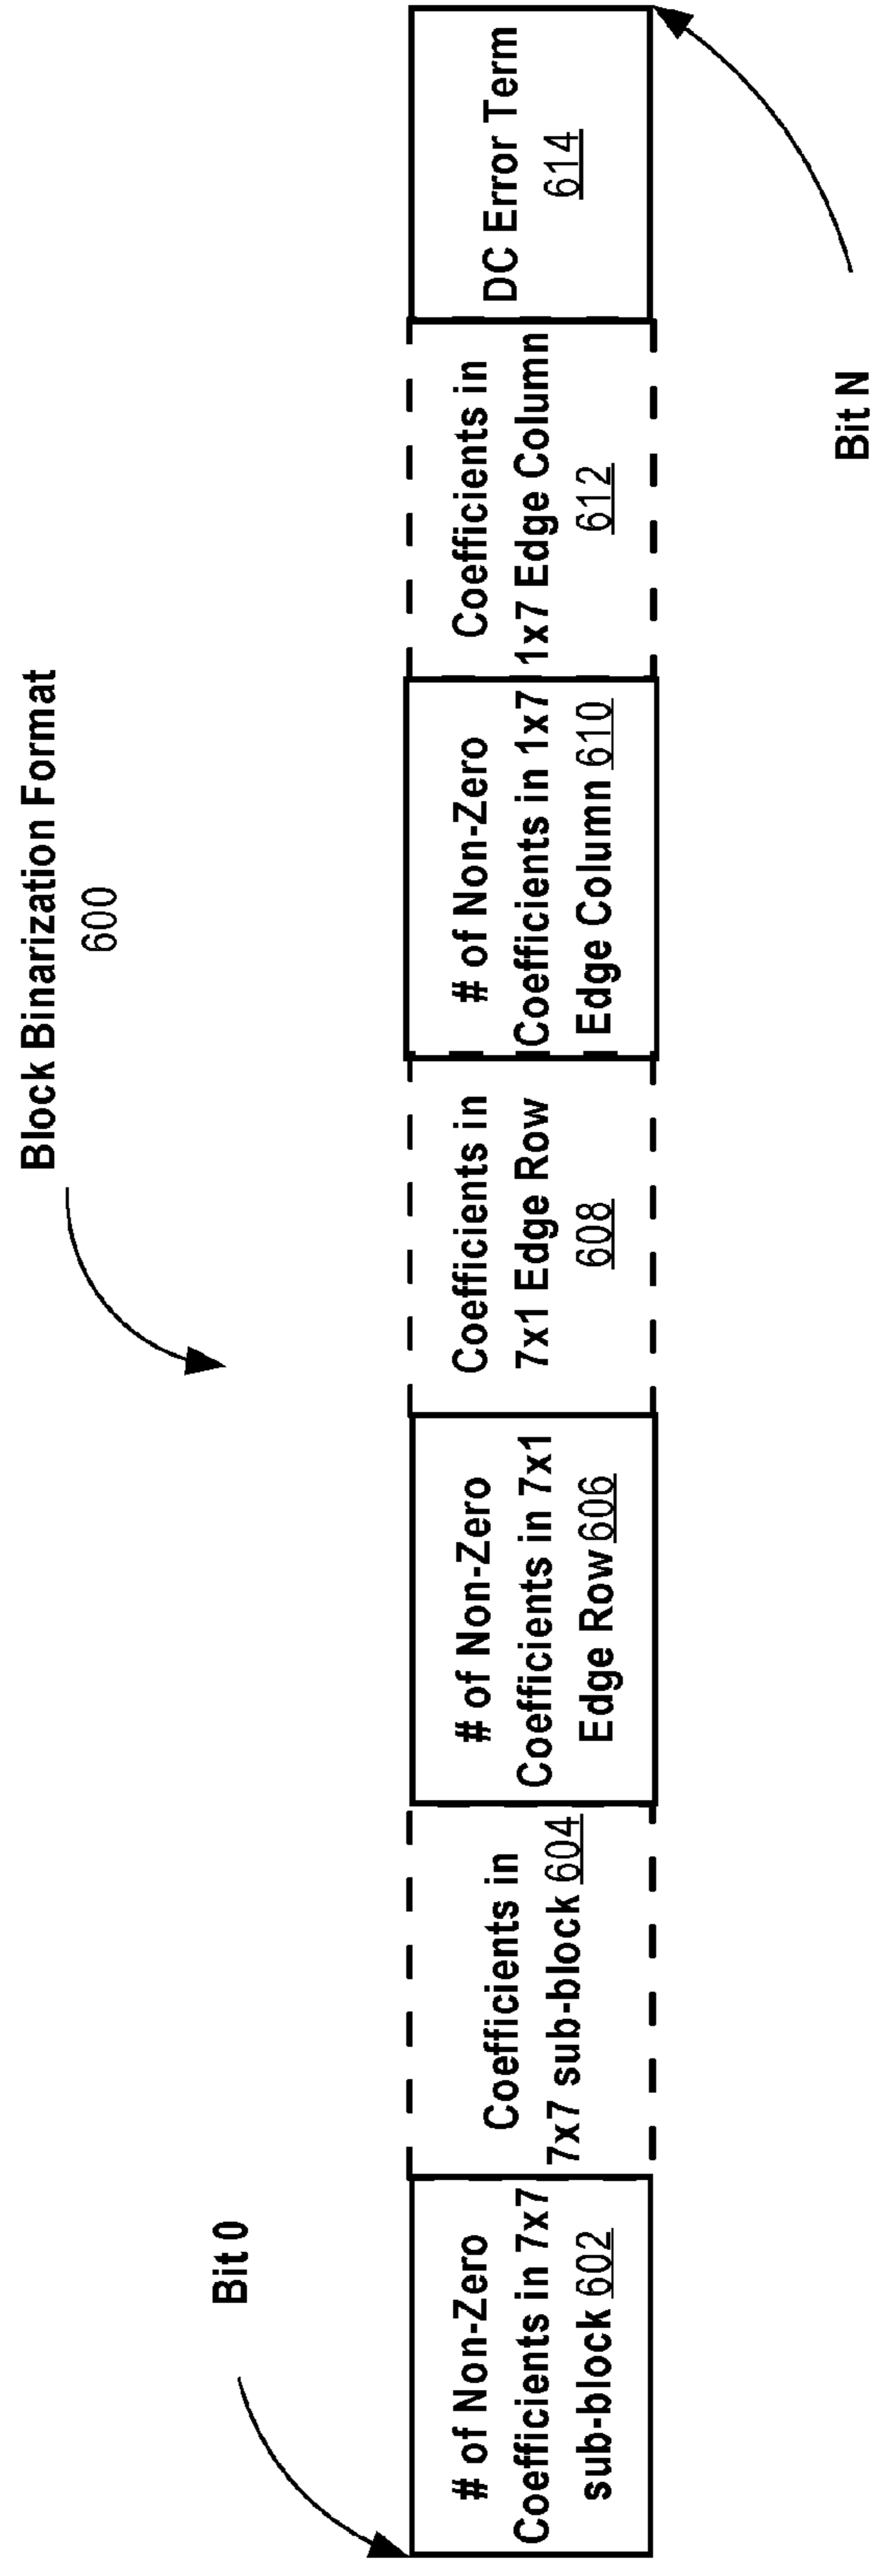 Block Binarization Format
600
Bit 0
# of Non-Zero
Coefficients in 7x7
sub-block 602
Coefficients in
7x7 sub-block 604
# of Non-Zero
Coefficients in 7x1
Edge Row 606
Coefficients in
7x1 Edge Row
608
# of Non-Zero
Coefficients in 1x7
Edge Column 610
Coefficients in
1x7 Edge Column
612
DC Error Term
614
Bit N